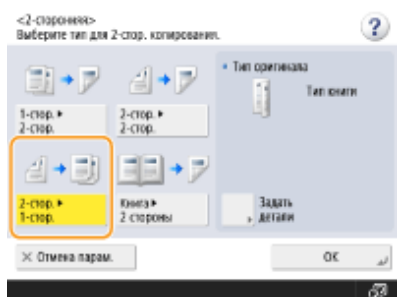 <2-сторонняя>
Выберите тип для 2-стор. копирования.
?
• Тип оригинала
Тип книги
1-стор.▸
2-стор.
2-стор.▸
2-стор.
2-стор.▸
1-стор.
Книга▸
2 стороны
Задать
детали
× Отмена парам.
OK